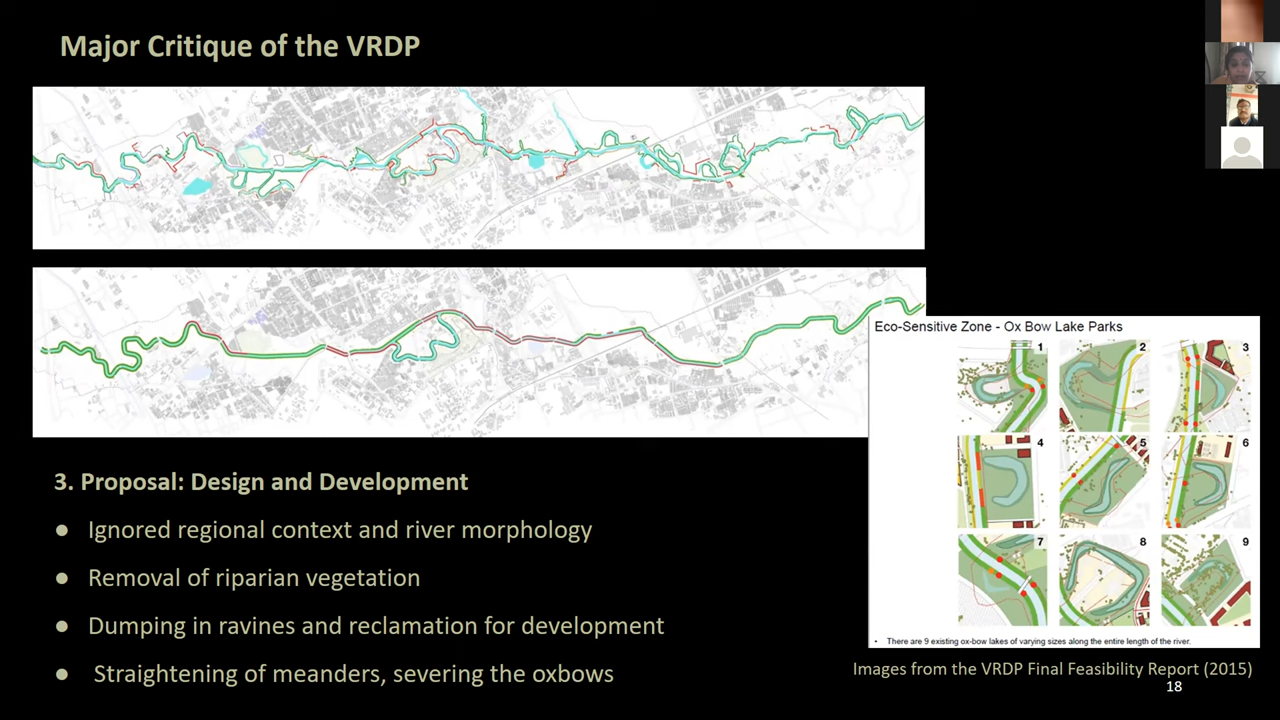 Major Critique of the VRDP
Eco-Sensitive Zone - Ox Bow Lake Parks
1
2
3
4
5
6
7
8
9
• There are 9 existing ox-bow lakes of varying sizes along the entire length of the river.
3. Proposal: Design and Development
● Ignored regional context and river morphology
● Removal of riparian vegetation
● Dumping in ravines and reclamation for development
● Straightening of meanders, severing the oxbows
Images from the VRDP Final Feasibility Report (2015)
18